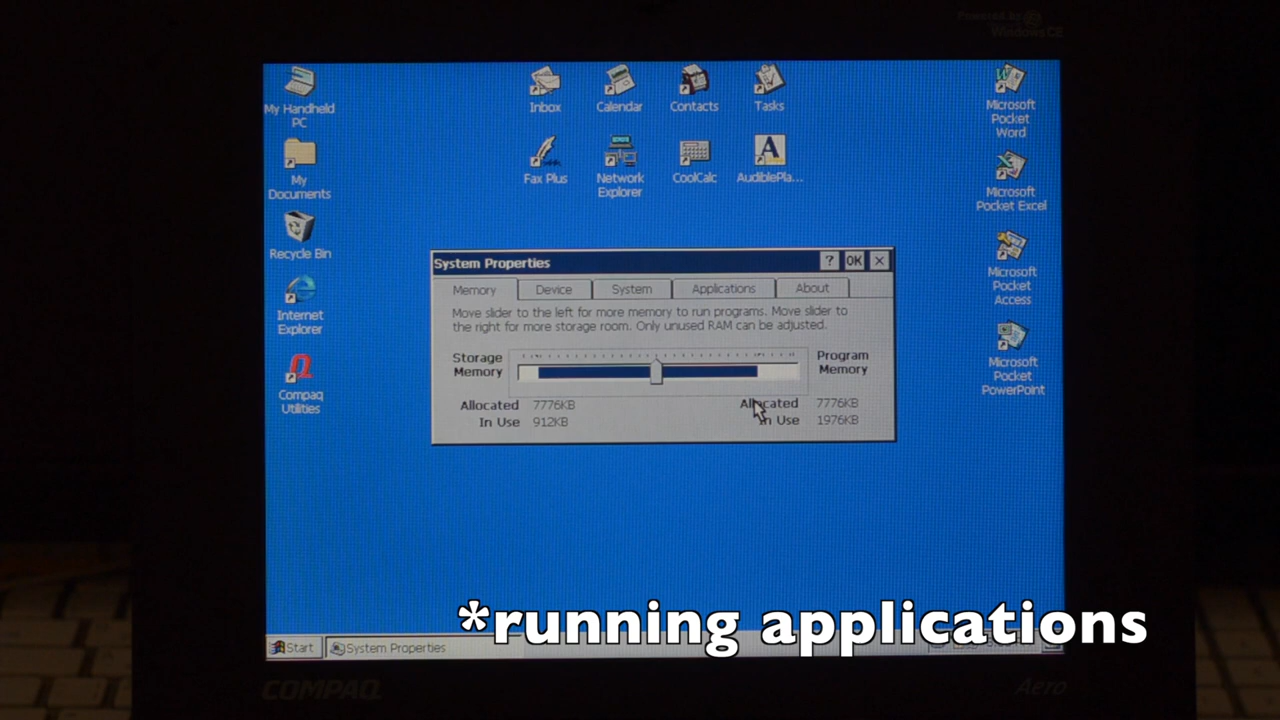 Powered by
Windows CE
My Handheld
PC
Inbox
Calendar
Contacts
Tasks
Microsoft
Pocket
Word
My
Documents
Fax Plus
Network
Explorer
CoolCalc
AudiblePla...
Microsoft
Pocket Excel
Recycle Bin
Internet
Explorer
Microsoft
Pocket
Access
Compaq
Utilities
Microsoft
Pocket
PowerPoint
System Properties ? OK ×
Memory Device System Applications About
Move slider to the left for more memory to run programs. Move slider to
the right for more storage room. Only unused RAM can be adjusted.
Storage
Memory
Program
Memory
Allocated 7776KB
In Use 912KB
Allocated 7776KB
In Use 1976KB
*running applications
Start System Properties
COMPAQ
Aero